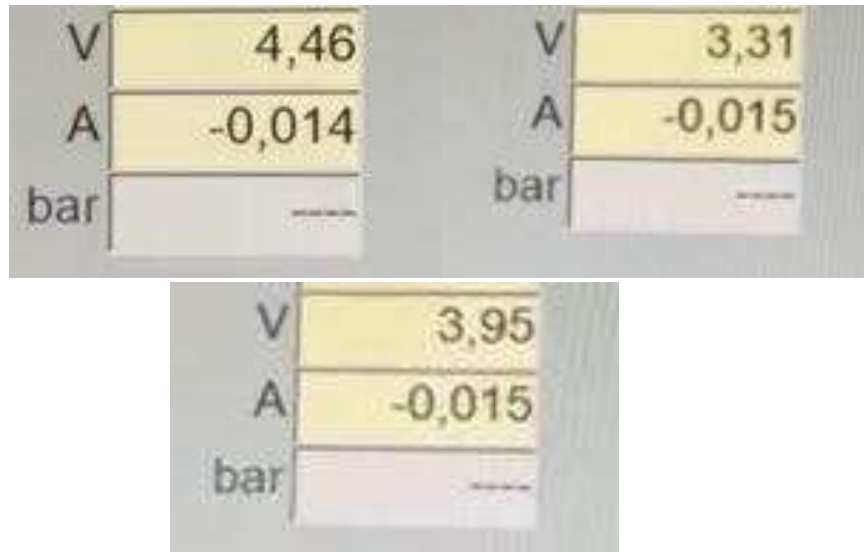 V 4,46
A -0,014
bar ----
V 3,31
A -0,015
bar ----
V 3,95
A -0,015
bar ----